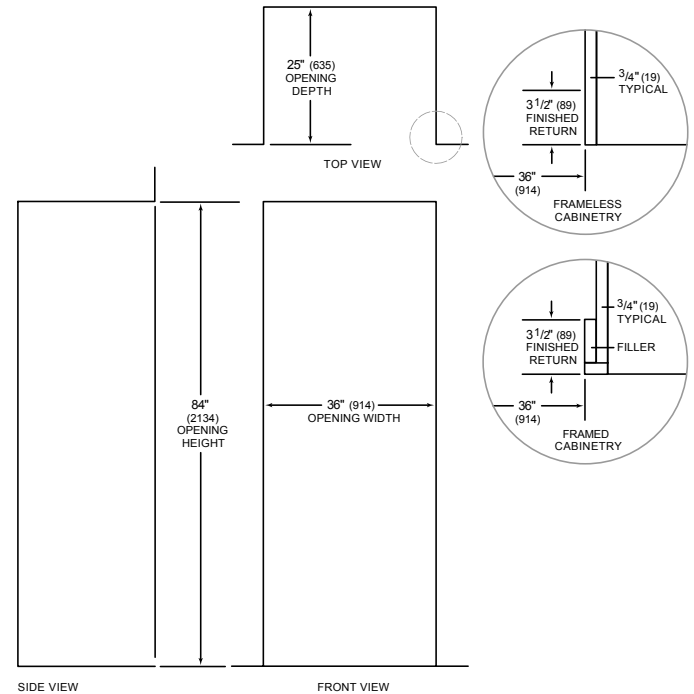 25" (635)
OPENING
DEPTH
TOP VIEW
3/4" (19)
TYPICAL
3 1/2" (89)
FINISHED
RETURN
36"
(914)
FRAMELESS
CABINETRY
3/4" (19)
TYPICAL
3 1/2" (89)
FINISHED
RETURN
FILLER
36"
(914)
FRAMED
CABINETRY
84"
(2134)
OPENING
HEIGHT
36" (914)
OPENING WIDTH
SIDE VIEW
FRONT VIEW